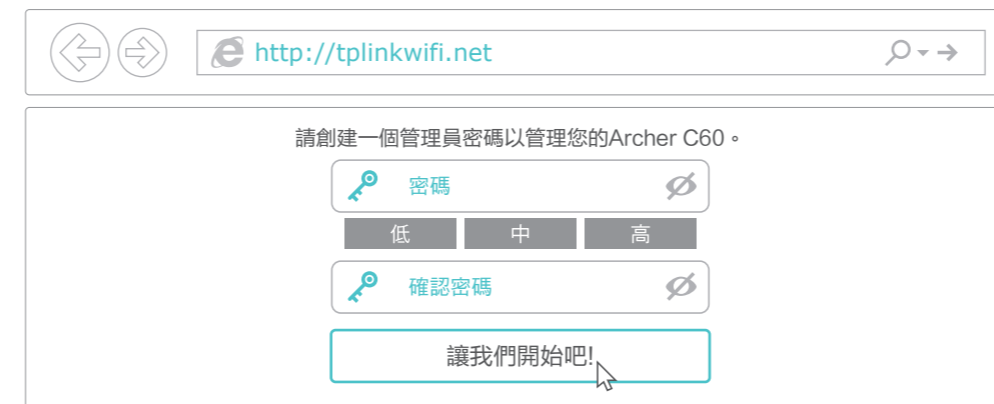 http://tplinkwifi.net
請創建一個管理員密碼以管理您的Archer C60。
密碼
低 中 高
確認密碼
讓我們開始吧!